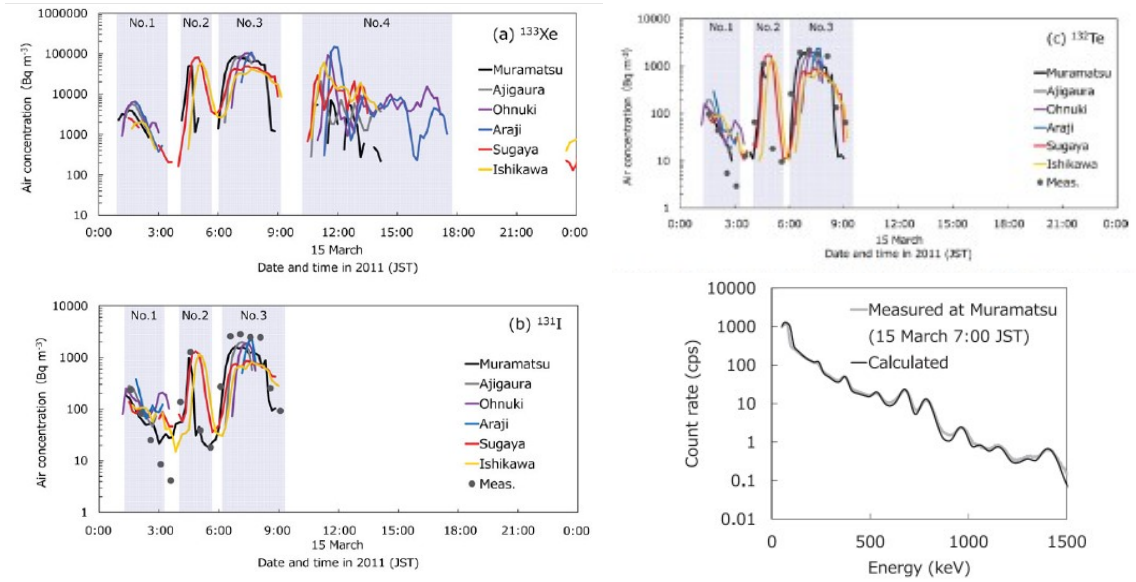 No.1 No.2 No.3 No.4
(a) ¹³³Xe
Air concentration (Bq m⁻³)
1000000
100000
10000
1000
100
10
Muramatsu
Ajigaura
Ohnuki
Araji
Sugaya
Ishikawa
0:00 3:00 6:00 9:00 12:00 15:00 18:00 21:00 0:00
15 March
Date and time in 2011 (JST)
No.1 No.2 No.3
(c) ¹³²Te
Air concentration (Bq m⁻³)
10000
1000
100
10
1
Muramatsu
Ajigaura
Ohnuki
Araji
Sugaya
Ishikawa
Meas.
0:00 3:00 6:00 9:00 12:00 15:00 18:00 21:00 0:00
15 March
Date and time in 2011 (JST)
No.1 No.2 No.3
(b) ¹³¹I
Air concentration (Bq m⁻³)
10000
1000
100
10
1
Muramatsu
Ajigaura
Ohnuki
Araji
Sugaya
Ishikawa
Meas.
0:00 3:00 6:00 9:00 12:00 15:00 18:00 21:00 0:00
15 March
Date and time in 2011 (JST)
Measured at Muramatsu
(15 March 7:00 JST)
Calculated
Count rate (cps)
10000
1000
100
10
1
0.1
0.01
0 500 1000 1500
Energy (keV)